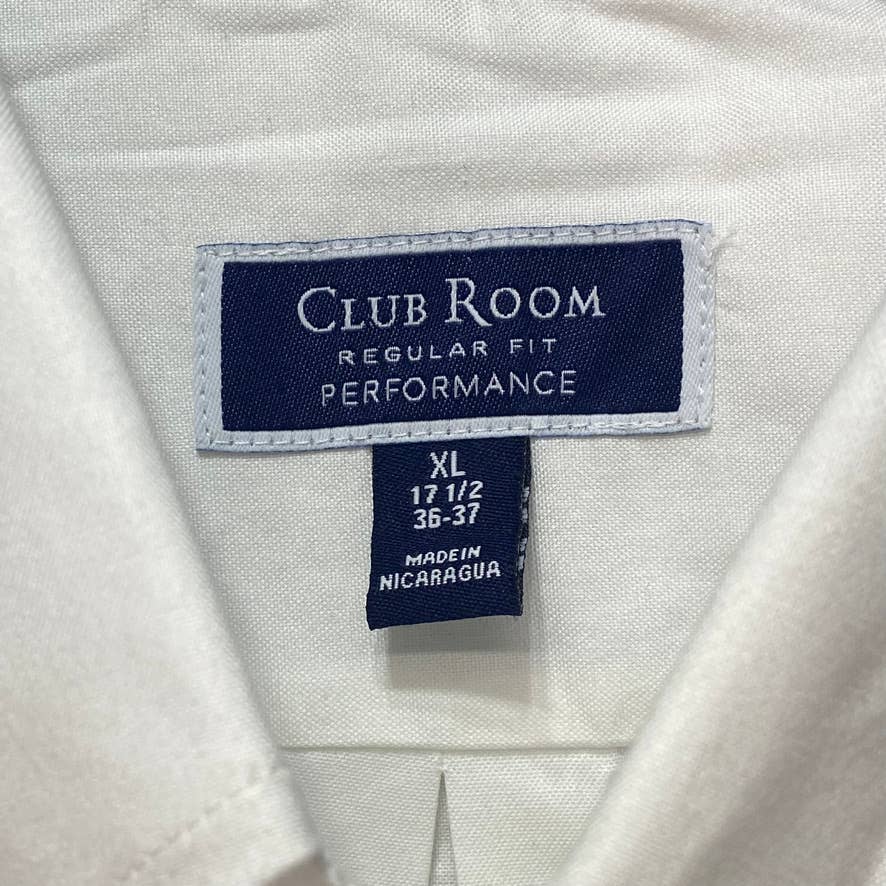 CLUB ROOM
REGULAR FIT
PERFORMANCE
XL
17 1/2
36-37
MADE IN
NICARAGUA